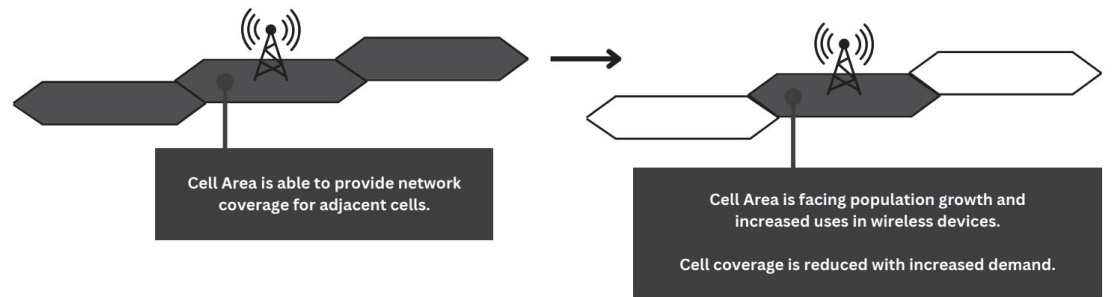 Cell Area is able to provide network
coverage for adjacent cells.
Cell Area is facing population growth and
increased uses in wireless devices.
Cell coverage is reduced with increased demand.